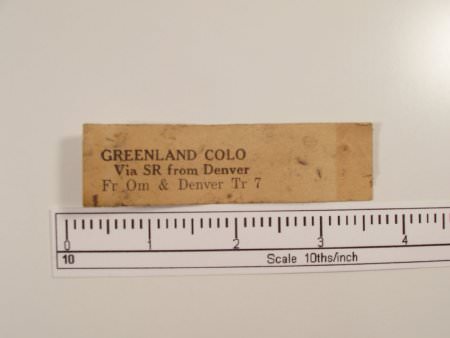 GREENLAND COLO
Via SR from Denver
Fr Om & Denver Tr 7
0 1 2 3 4
10 Scale 10ths/inch